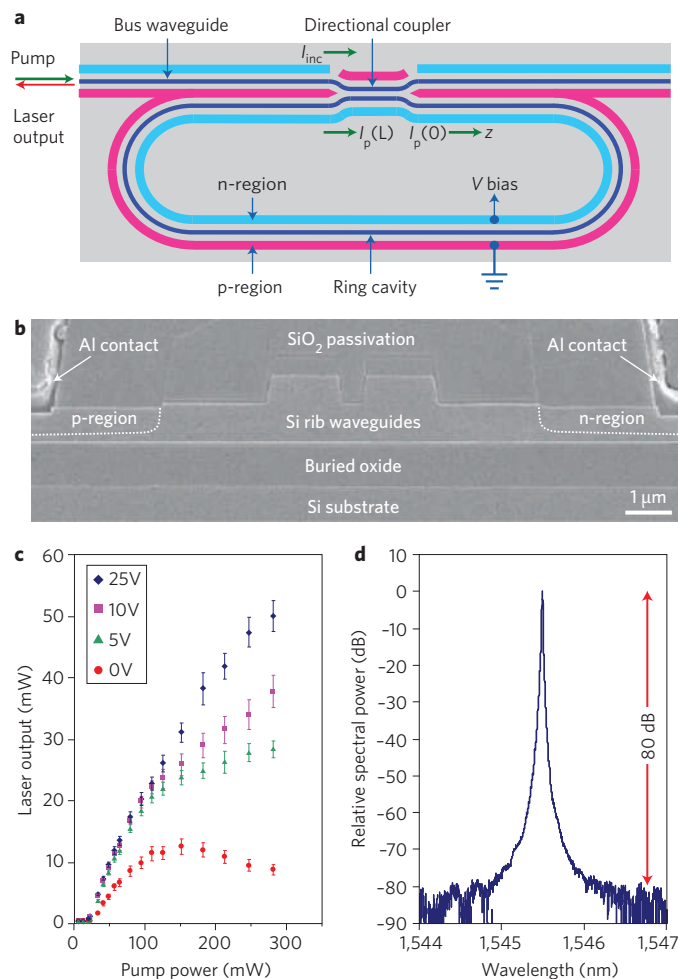 a
Bus waveguide
Directional coupler
I_inc
Pump
Laser output
I_p(L)
I_p(0)
z
n-region
V bias
p-region
Ring cavity
b
Al contact
SiO₂ passivation
Al contact
p-region
Si rib waveguides
n-region
Buried oxide
Si substrate
1 μm
c
60
50
40
30
20
10
0
Laser output (mW)
25V
10V
5V
0V
0
100
200
300
Pump power (mW)
d
10
0
-10
-20
-30
-40
-50
-60
-70
-80
-90
Relative spectral power (dB)
80 dB
1,544
1,545
1,546
1,547
Wavelength (nm)